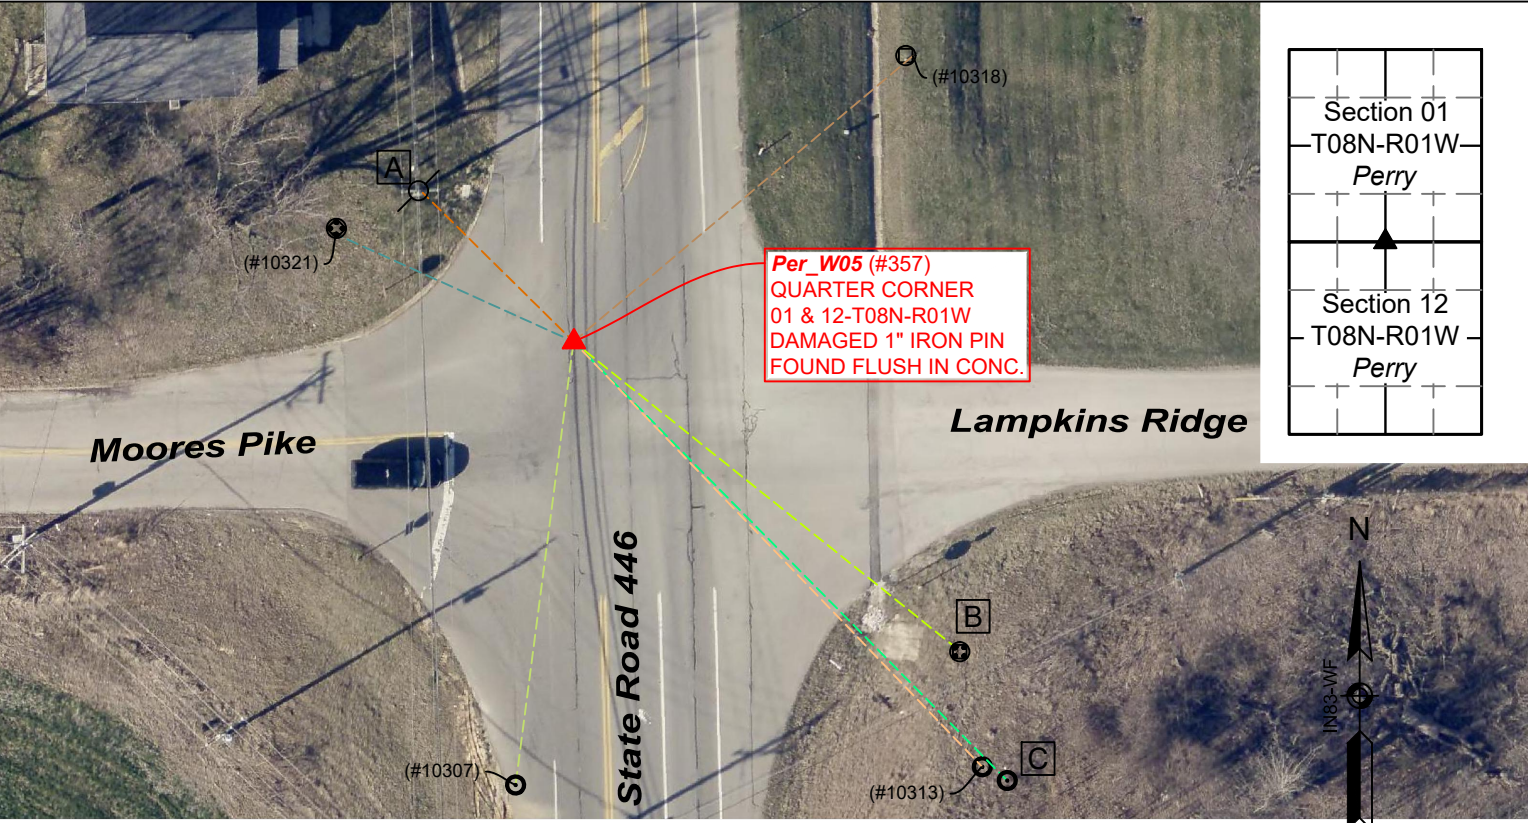 (#10318)
A
(#10321)
Per_W05 (#357)
QUARTER CORNER
01 & 12-T08N-R01W
DAMAGED 1" IRON PIN
FOUND FLUSH IN CONC.
Section 01
T08N-R01W
Perry
Section 12
T08N-R01W
Perry
Moores Pike
Lampkins Ridge
State Road 446
B
C
(#10307)
(#10313)
N
IN83-WF